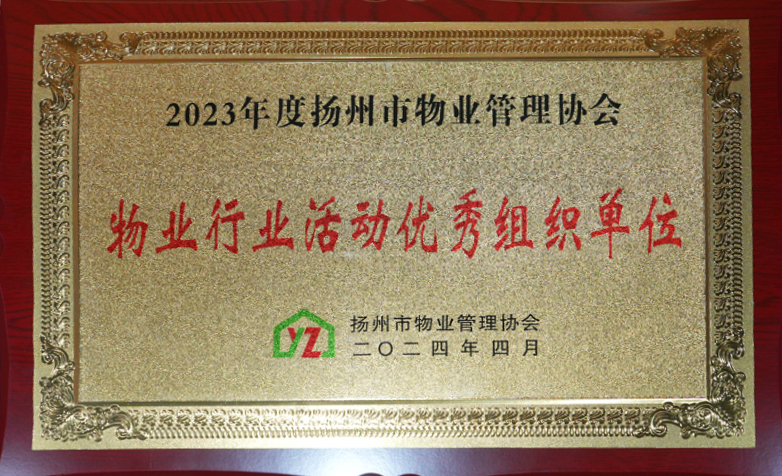 2023年度扬州市物业管理协会
物业行业活动优秀组织单位
YZ
扬州市物业管理协会
二〇二四年四月